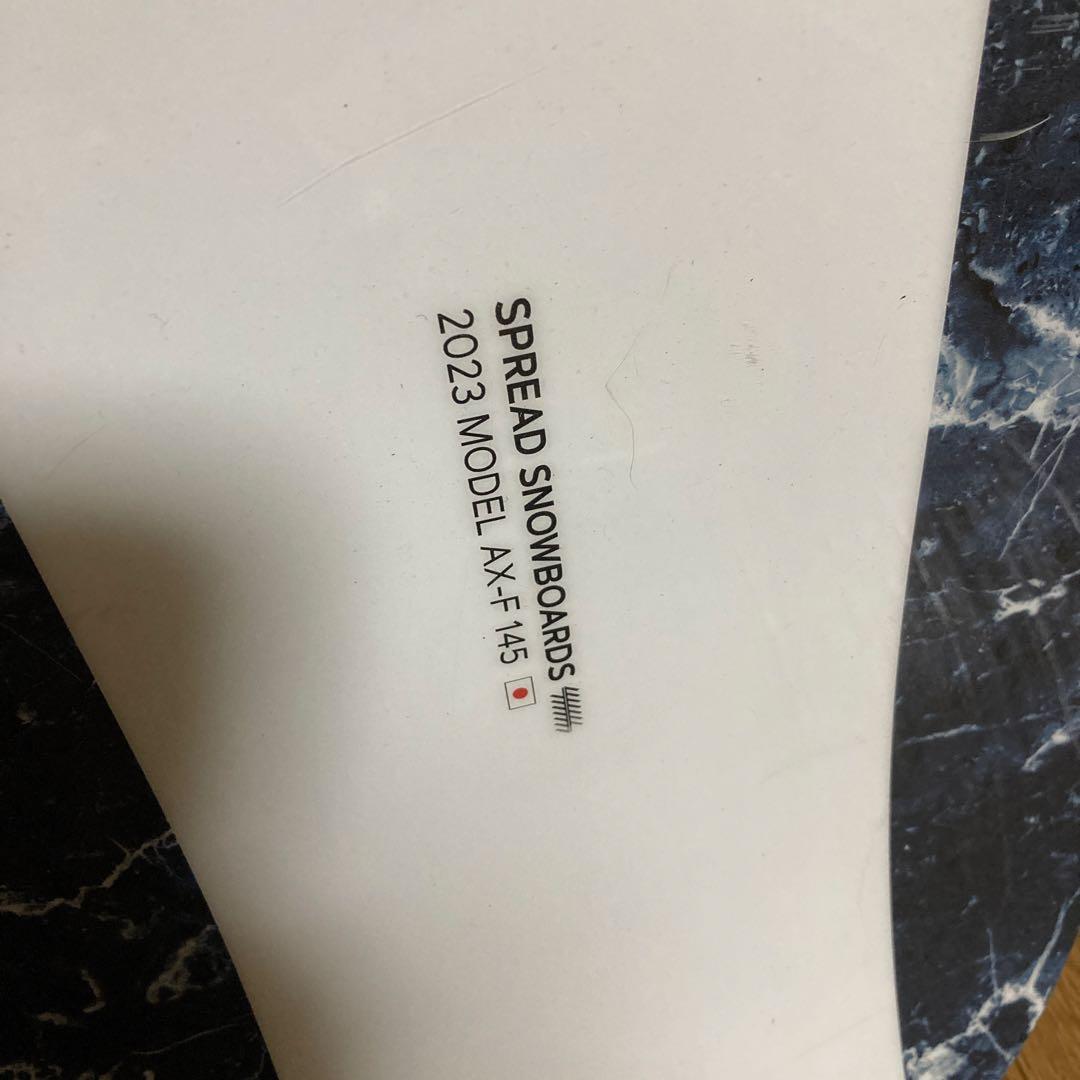 SPREAD SNOWBOARDS
2023 MODEL AX-F 145